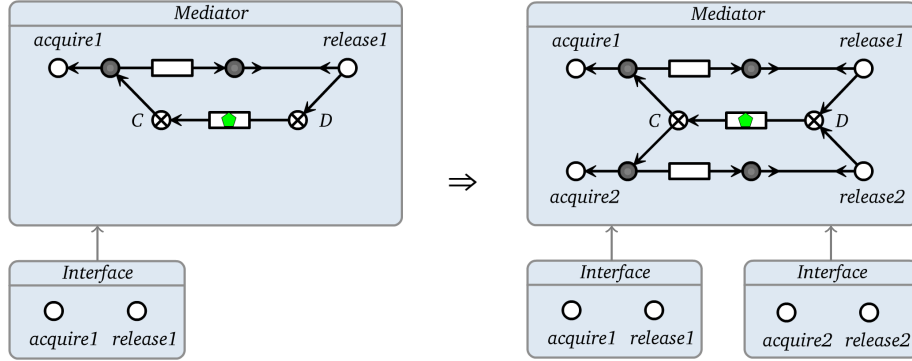 Mediator
acquire1 release1
C D
Interface
acquire1 release1
⇒
Mediator
acquire1 release1
C D
acquire2 release2
Interface
acquire1 release1
Interface
acquire2 release2